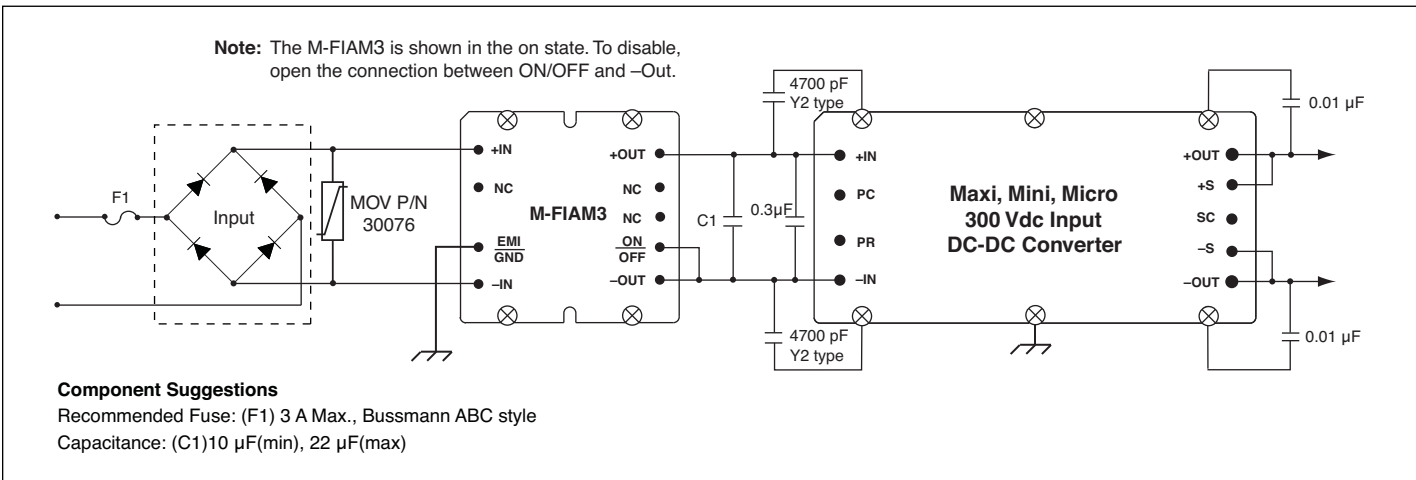 Note: The M-FIAM3 is shown in the on state. To disable,
open the connection between ON/OFF and –Out.
F1
Input
MOV P/N
30076
+IN
NC
EMI
GND
–IN
M-FIAM3
+OUT
NC
NC
ON
OFF
–OUT
4700 pF
Y2 type
C1
0.3µF
4700 pF
Y2 type
+IN
PC
PR
–IN
Maxi, Mini, Micro
300 Vdc Input
DC-DC Converter
+OUT
+S
SC
–S
–OUT
0.01 µF
0.01 µF
Component Suggestions
Recommended Fuse: (F1) 3 A Max., Bussmann ABC style
Capacitance: (C1)10 µF(min), 22 µF(max)